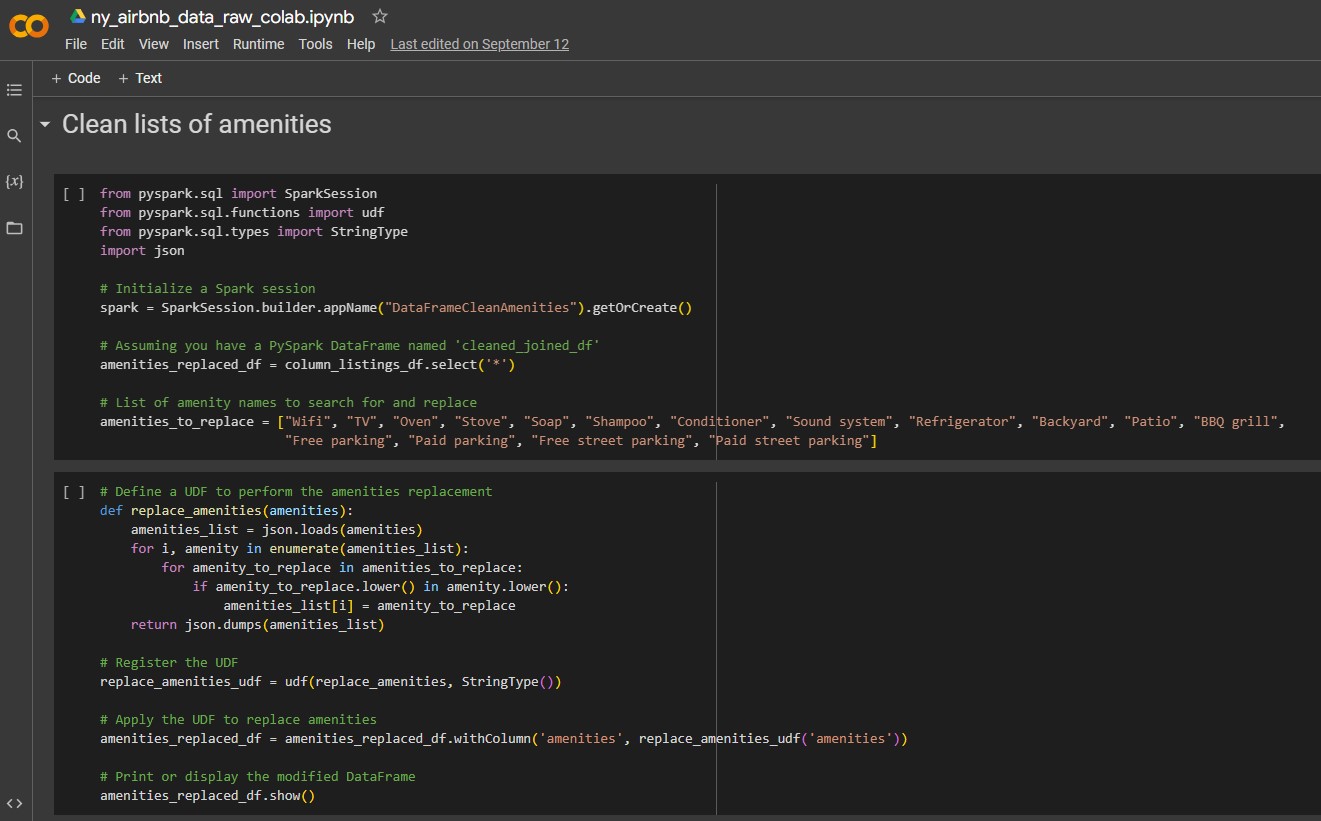 ny_airbnb_data_raw_colab.ipynb
File Edit View Insert Runtime Tools Help Last edited on September 12
+ Code + Text
Clean lists of amenities
[ ] from pyspark.sql import SparkSession
from pyspark.sql.functions import udf
from pyspark.sql.types import StringType
import json
# Initialize a Spark session
spark = SparkSession.builder.appName("DataFrameCleanAmenities").getOrCreate()
# Assuming you have a PySpark DataFrame named 'cleaned_joined_df'
amenities_replaced_df = column_listings_df.select('*')
# List of amenity names to search for and replace
amenities_to_replace = ["Wifi", "TV", "Oven", "Stove", "Soap", "Shampoo", "Conditioner", "Sound system", "Refrigerator", "Backyard", "Patio", "BBQ grill",
                        "Free parking", "Paid parking", "Free street parking", "Paid street parking"]
[ ] # Define a UDF to perform the amenities replacement
def replace_amenities(amenities):
    amenities_list = json.loads(amenities)
    for i, amenity in enumerate(amenities_list):
        for amenity_to_replace in amenities_to_replace:
            if amenity_to_replace.lower() in amenity.lower():
                amenities_list[i] = amenity_to_replace
    return json.dumps(amenities_list)
# Register the UDF
replace_amenities_udf = udf(replace_amenities, StringType())
# Apply the UDF to replace amenities
amenities_replaced_df = amenities_replaced_df.withColumn('amenities', replace_amenities_udf('amenities'))
# Print or display the modified DataFrame
amenities_replaced_df.show()